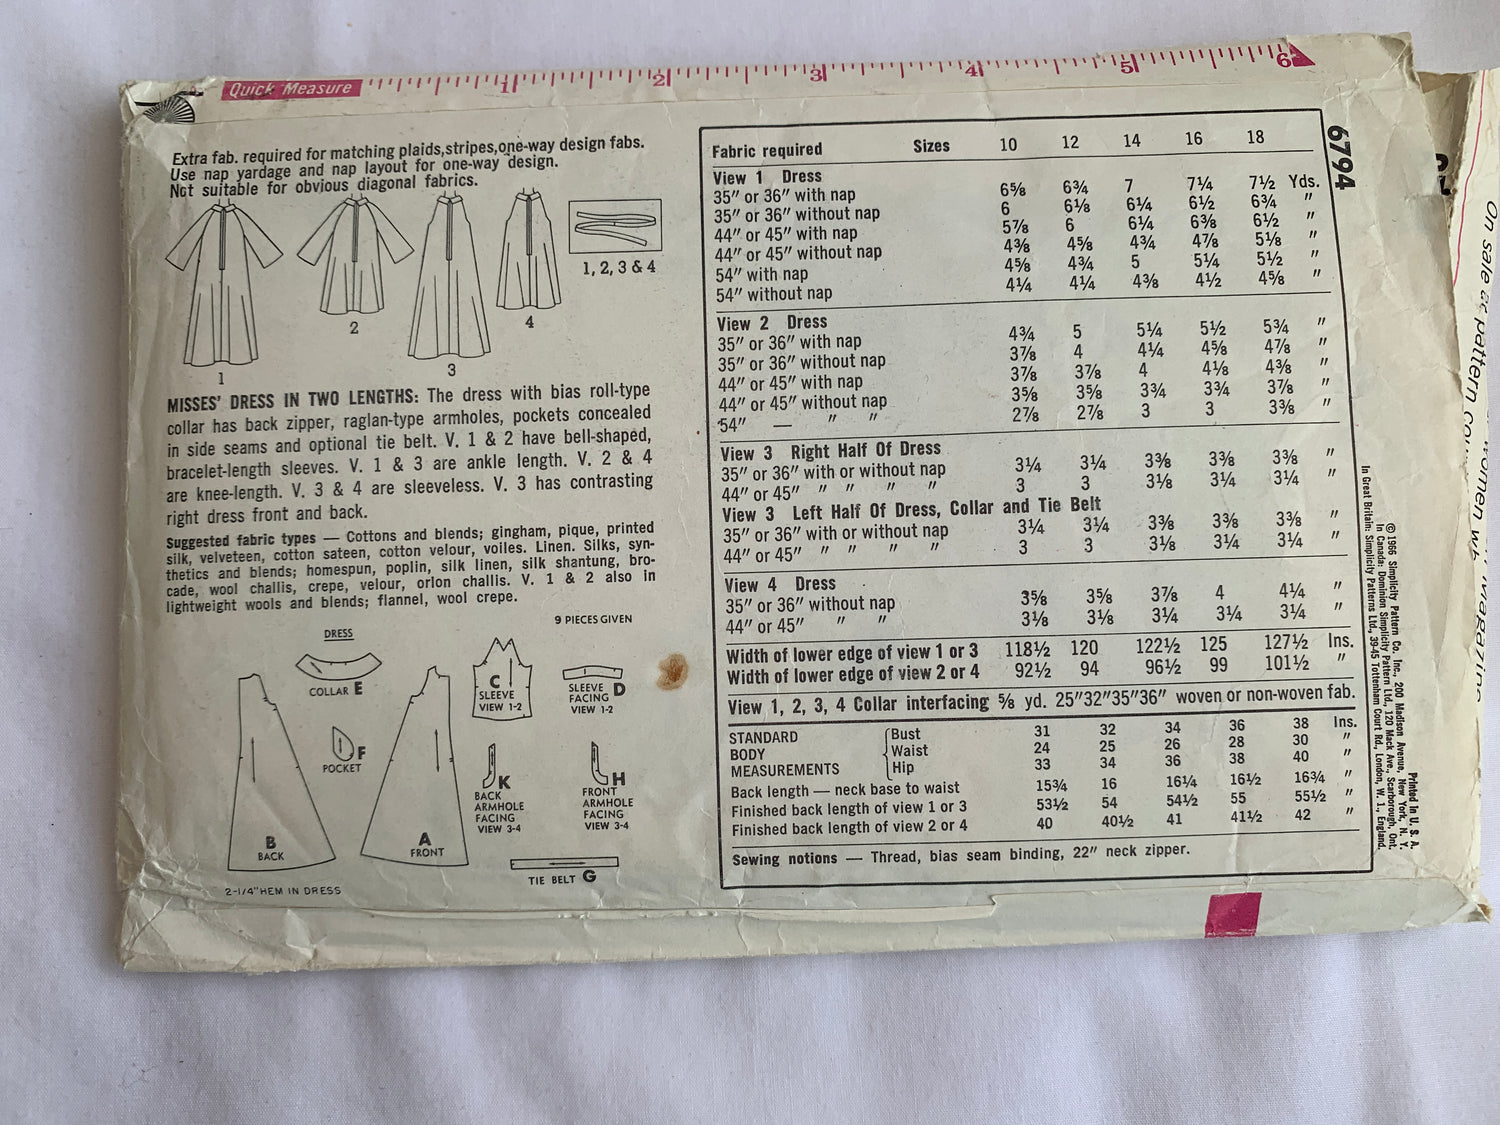 Quick Measure 1 2 3 4 5 6
Extra fab. required for matching plaids,stripes,one-way design fabs.
Use nap yardage and nap layout for one-way design.
Not suitable for obvious diagonal fabrics.
1
2
3
4
1, 2, 3 & 4
MISSES' DRESS IN TWO LENGTHS: The dress with bias roll-type
collar has back zipper, raglan-type armholes, pockets concealed
in side seams and optional tie belt. V. 1 & 2 have bell-shaped,
bracelet-length sleeves. V. 1 & 3 are ankle length. V. 2 & 4
are knee-length. V. 3 & 4 are sleeveless. V. 3 has contrasting
right dress front and back.
Suggested fabric types — Cottons and blends; gingham, pique, printed
silk, velveteen, cotton sateen, cotton velour, voiles. Linen. Silks, syn-
thetics and blends; homespun, poplin, silk linen, silk shantung, bro-
cade, wool challis, crepe, velour, orlon challis. V. 1 & 2 also in
lightweight wools and blends; flannel, wool crepe.
9 PIECES GIVEN
DRESS
COLLAR E
C
SLEEVE
VIEW 1-2
SLEEVE D
FACING
VIEW 1-2
F
POCKET
K
BACK
ARMHOLE
FACING
VIEW 3-4
H
FRONT
ARMHOLE
FACING
VIEW 3-4
B
BACK
A
FRONT
TIE BELT G
2-1/4"HEM IN DRESS
Fabric required Sizes 10 12 14 16 18
View 1 Dress
35" or 36" with nap 6⅝ 6¾ 7 7¼ 7½ Yds.
35" or 36" without nap 6 6⅛ 6¼ 6½ 6¾ "
44" or 45" with nap 5⅞ 6 6¼ 6⅜ 6½ "
44" or 45" without nap 4⅜ 4⅝ 4¾ 4⅞ 5⅛ "
54" with nap 4⅝ 4¾ 5 5¼ 5½ "
54" without nap 4¼ 4¼ 4⅜ 4½ 4⅝ "
View 2 Dress
35" or 36" with nap 4¾ 5 5¼ 5½ 5¾ "
35" or 36" without nap 3⅞ 4 4¼ 4⅝ 4⅞ "
44" or 45" with nap 3⅞ 3⅞ 4 4⅛ 4⅜ "
44" or 45" without nap 3⅝ 3⅝ 3¾ 3¾ 3⅞ "
54" — " " 2⅞ 2⅞ 3 3 3⅜ "
View 3 Right Half Of Dress
35" or 36" with or without nap 3¼ 3¼ 3⅜ 3⅜ 3⅜ "
44" or 45" " " " " 3 3 3⅛ 3¼ 3¼ "
View 3 Left Half Of Dress, Collar and Tie Belt
35" or 36" with or without nap 3¼ 3¼ 3⅜ 3⅜ 3⅜ "
44" or 45" " " " " 3 3 3⅛ 3¼ 3¼ "
View 4 Dress
35" or 36" without nap 3⅝ 3⅝ 3⅞ 4 4¼ "
44" or 45" " " 3⅛ 3⅛ 3¼ 3¼ 3¼ "
Width of lower edge of view 1 or 3 118½ 120 122½ 125 127½ Ins.
Width of lower edge of view 2 or 4 92½ 94 96½ 99 101½ "
View 1, 2, 3, 4 Collar interfacing ⅝ yd. 25"32"35"36" woven or non-woven fab.
STANDARD BODY MEASUREMENTS
Bust 31 32 34 36 38 Ins.
Waist 24 25 26 28 30 "
Hip 33 34 36 38 40 "
Back length — neck base to waist 15¾ 16 16¼ 16½ 16¾ "
Finished back length of view 1 or 3 53½ 54 54½ 55 55½ "
Finished back length of view 2 or 4 40 40½ 41 41½ 42 "
Sewing notions — Thread, bias seam binding, 22" neck zipper.
6794
© 1966 Simplicity Pattern Co. Inc., 200 Madison Avenue, New York, N. Y.
In Canada: Dominion Simplicity Pattern Ltd., 120 Mack Ave., Scarborough, Ont.
In Great Britain: Simplicity Patterns Ltd., 39-45 Tottenham Court Rd., London, W. 1., England.
Printed in U. S. A.
On sale at pattern
women
magazine